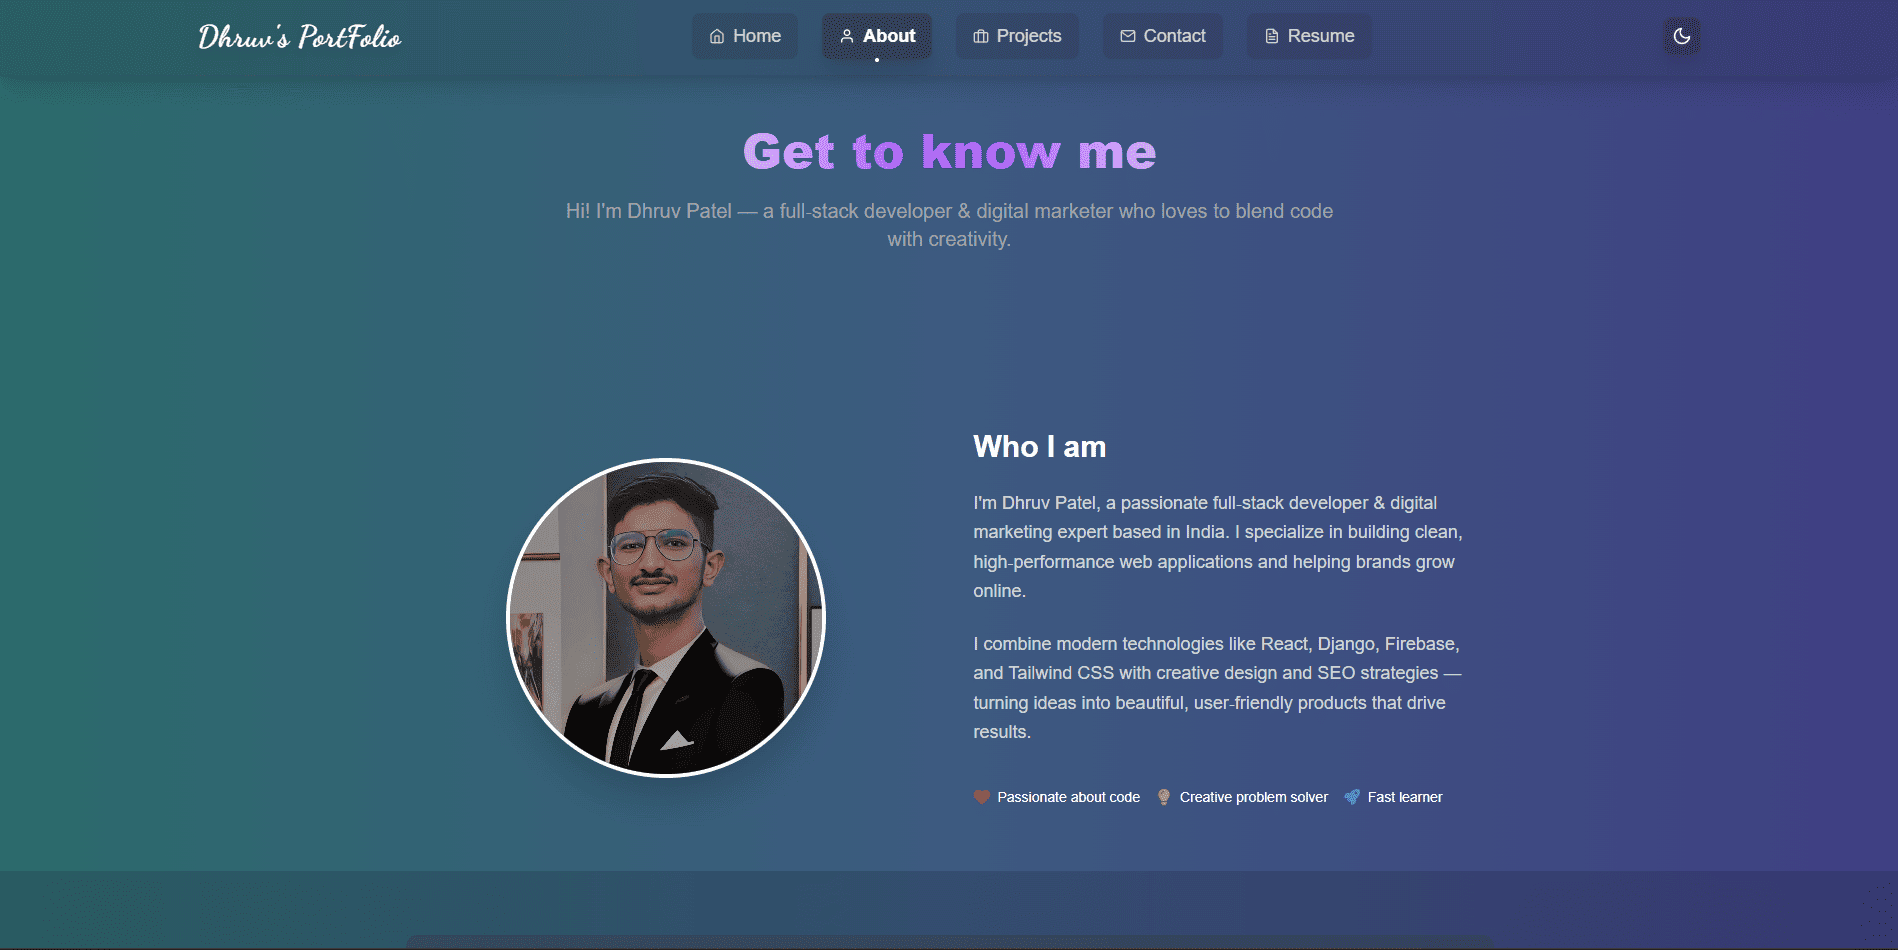 Dhruv's PortFolio
Home
About
Projects
Contact
Resume
Get to know me
Hi! I'm Dhruv Patel — a full-stack developer & digital marketer who loves to blend code
with creativity.
Who I am
I'm Dhruv Patel, a passionate full-stack developer & digital
marketing expert based in India. I specialize in building clean,
high-performance web applications and helping brands grow
online.
I combine modern technologies like React, Django, Firebase,
and Tailwind CSS with creative design and SEO strategies —
turning ideas into beautiful, user-friendly products that drive
results.
Passionate about code
Creative problem solver
Fast learner